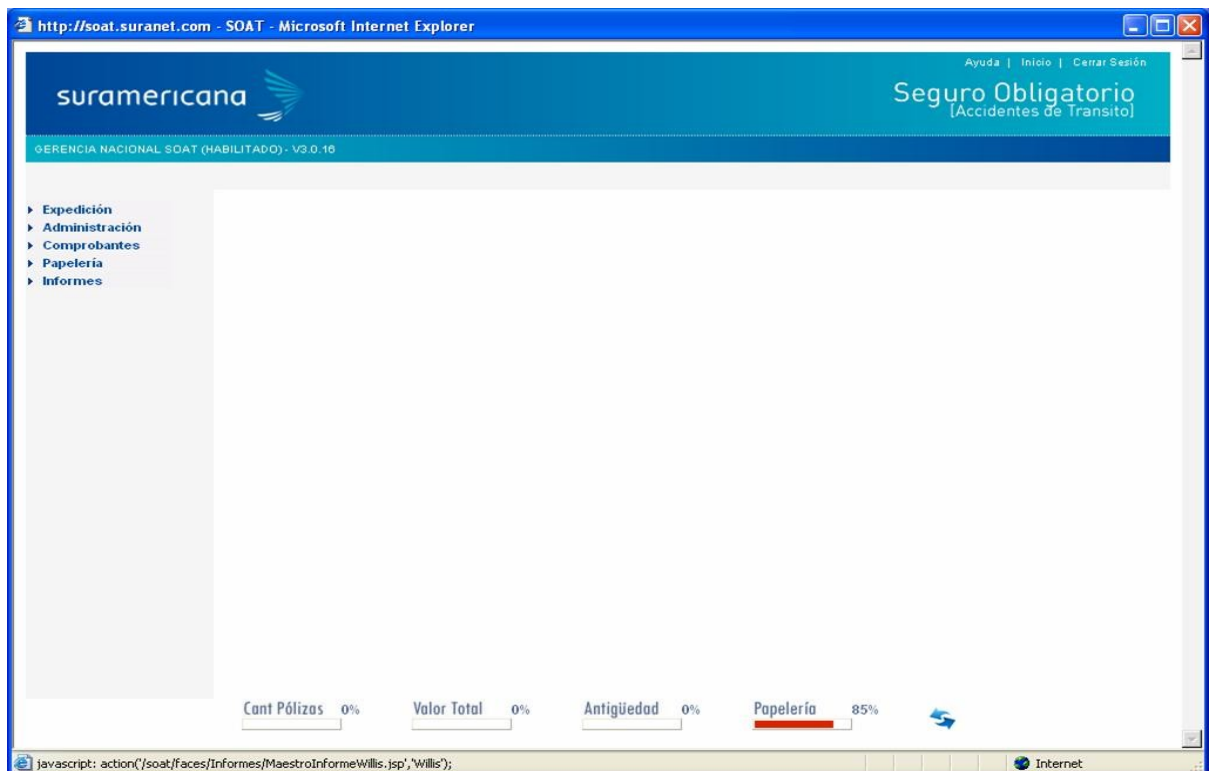 http://soat.suranet.com - SOAT - Microsoft Internet Explorer
Ayuda | Inicio | Cerrar Sesión
suramericana
Seguro Obligatorio
[Accidentes de Transito]
GERENCIA NACIONAL SOAT (HABILITADO) - V3.0.16
Expedición
Administración
Comprobantes
Papelería
Informes
Cant Pólizas 0% Valor Total 0% Antigüedad 0% Papelería 85%
javascript: action('/soat/faces/Informes/MaestroInformeWillis.jsp','Willis'); Internet